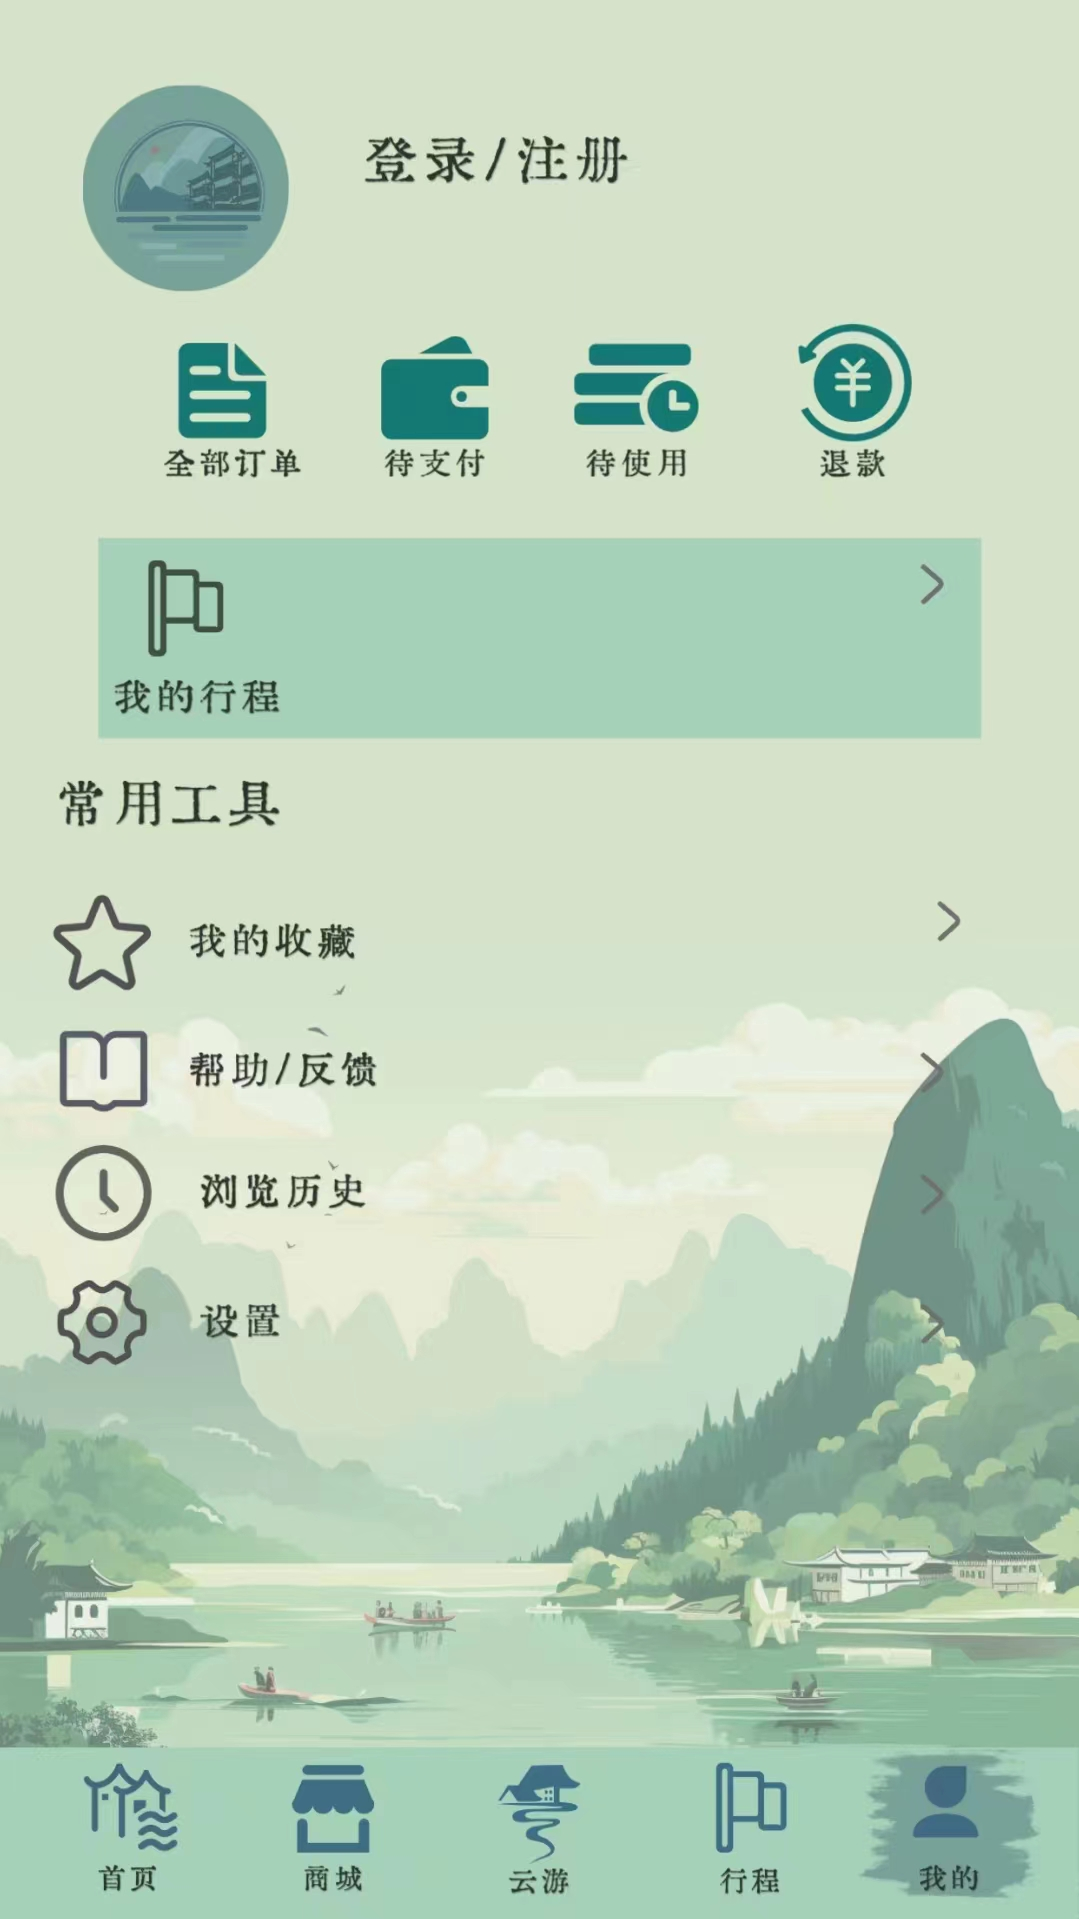 登录/注册
全部订单 待支付 待使用 退款
我的行程
常用工具
我的收藏
帮助/反馈
浏览历史
设置
首页 商城 云游 行程 我的